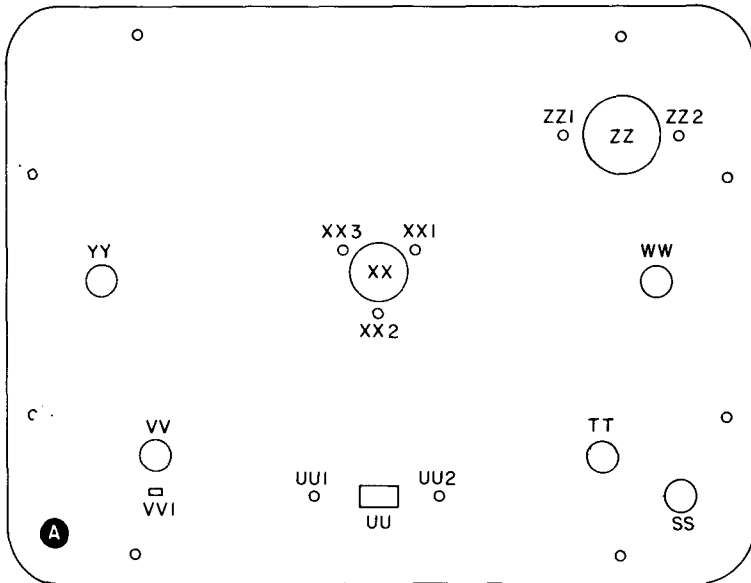 ZZ1 ZZ ZZ2
XX3 XX1
YY XX WW
XX2
VV TT
UU1 UU2
VV1 UU SS
A